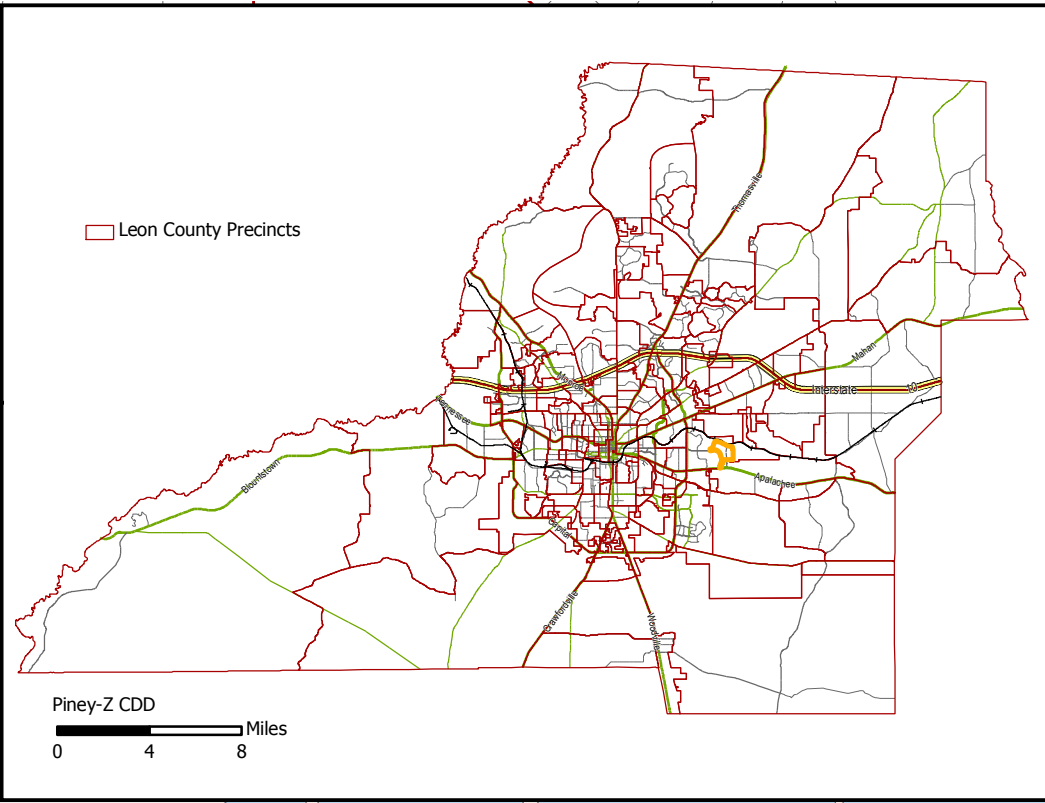 Thomasville
Leon County Precincts
Mahan
Monroe
Interstate 10
Tennessee
Blountstown
Apalachee
Capital
Crawfordville
Woodville
Piney-Z CDD
Miles
0 4 8